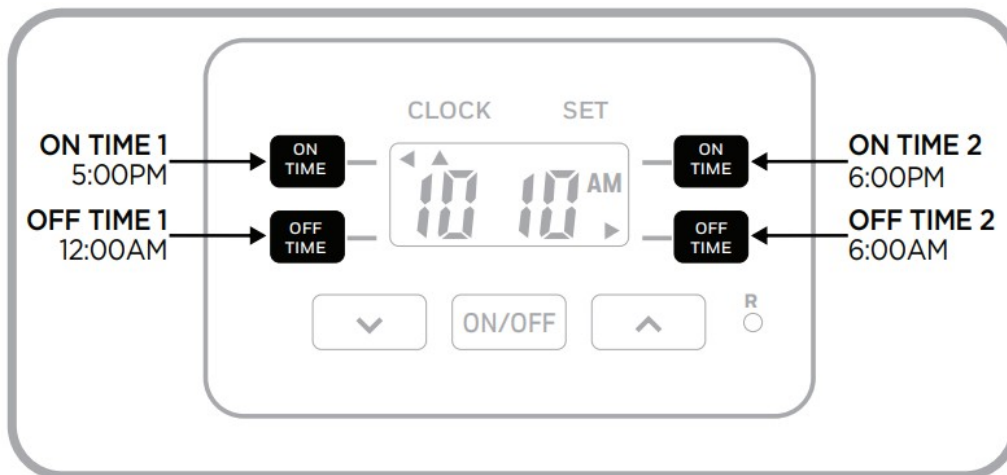 CLOCK SET
ON TIME 1
5:00PM
ON
TIME
ON
TIME
ON TIME 2
6:00PM
10 10 AM
OFF TIME 1
12:00AM
OFF
TIME
OFF
TIME
OFF TIME 2
6:00AM
ON/OFF
R